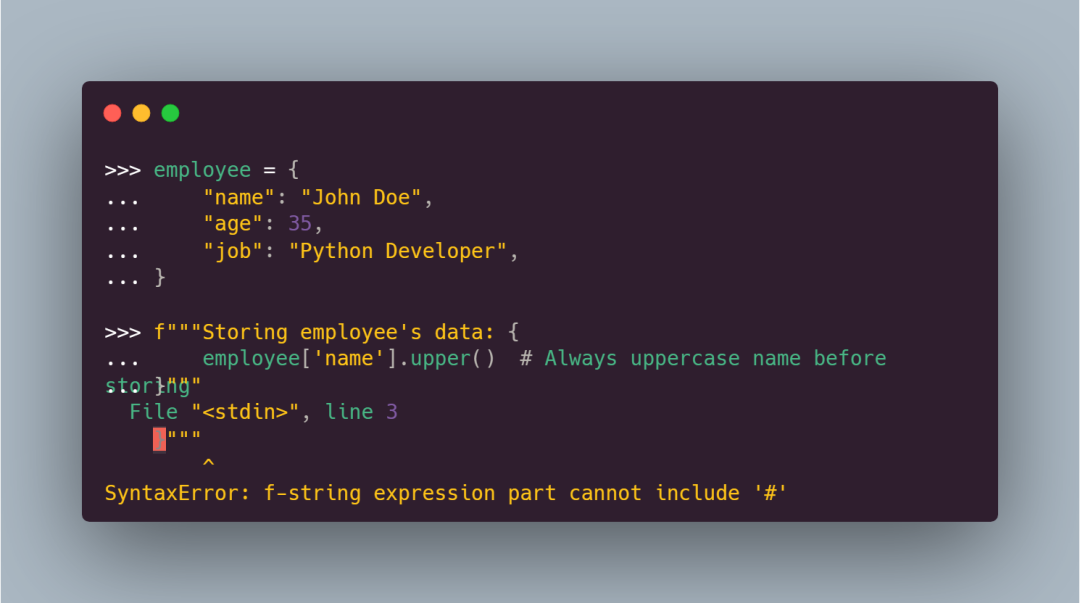 >>> employee = {
...     "name": "John Doe",
...     "age": 35,
...     "job": "Python Developer",
... }
>>> f"""Storing employee's data: {
...     employee['name'].upper()  # Always uppercase name before
storing
... }"""
  File "<stdin>", line 3
    }"""
        ^
SyntaxError: f-string expression part cannot include '#'